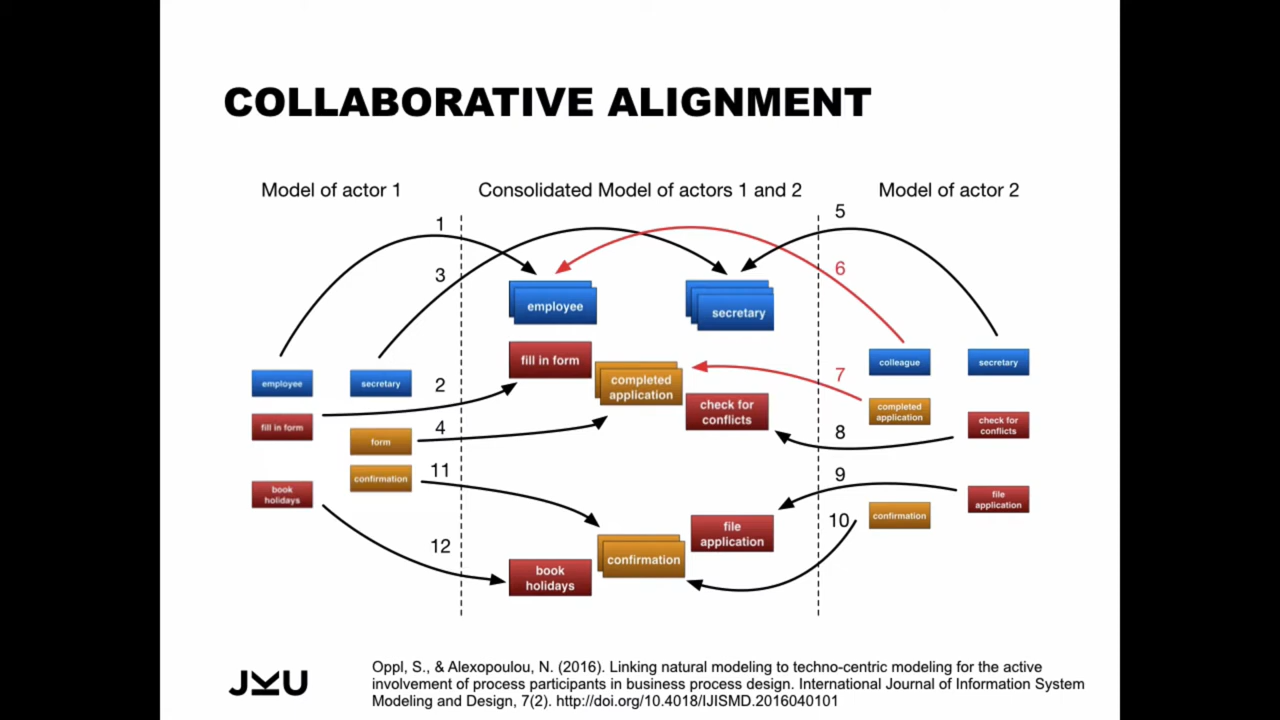 COLLABORATIVE ALIGNMENT
Model of actor 1
Consolidated Model of actors 1 and 2
Model of actor 2
1
3
2
4
11
12
5
6
7
8
9
10
employee
secretary
fill in form
form
confirmation
book
holidays
employee
secretary
fill in form
completed
application
check for
conflicts
file
application
confirmation
book
holidays
colleague
secretary
completed
application
check for
conflicts
file
application
confirmation
JKU
Oppl, S., & Alexopoulou, N. (2016). Linking natural modeling to techno-centric modeling for the active
involvement of process participants in business process design. International Journal of Information System
Modeling and Design, 7(2). http://doi.org/10.4018/IJISMD.2016040101